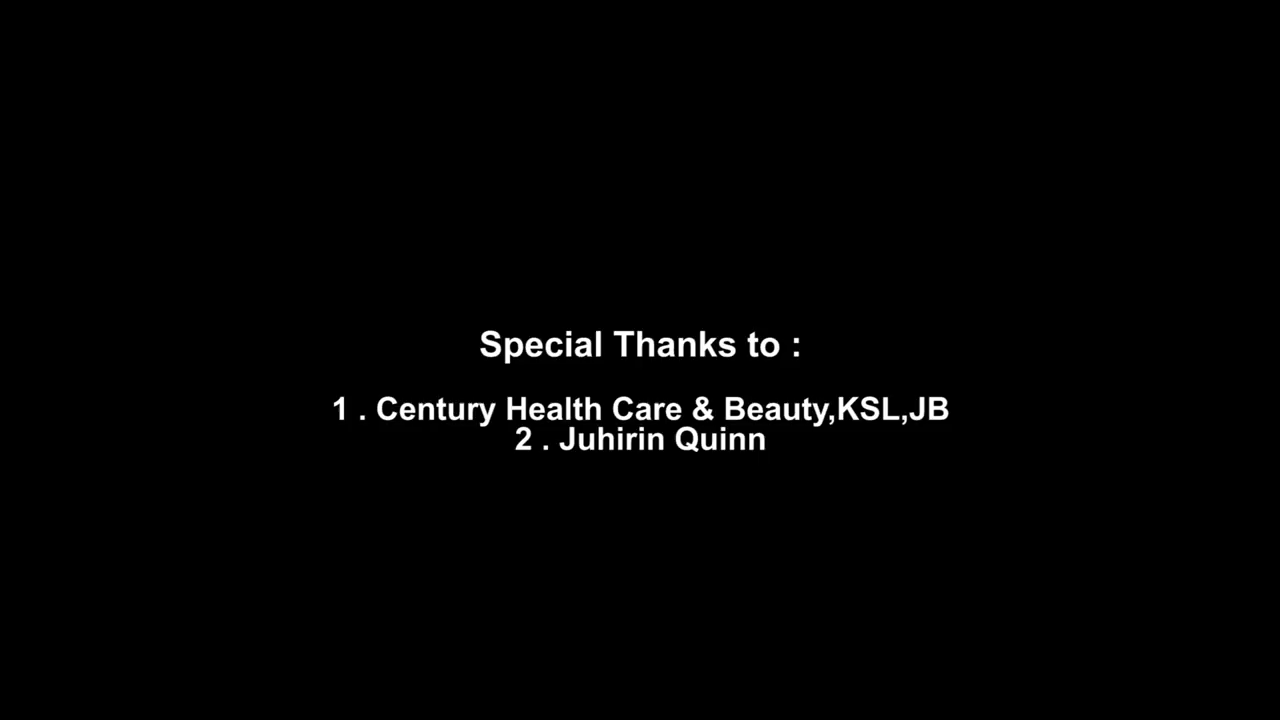 Special Thanks to :
1 . Century Health Care & Beauty,KSL,JB
2 . Juhirin Quinn